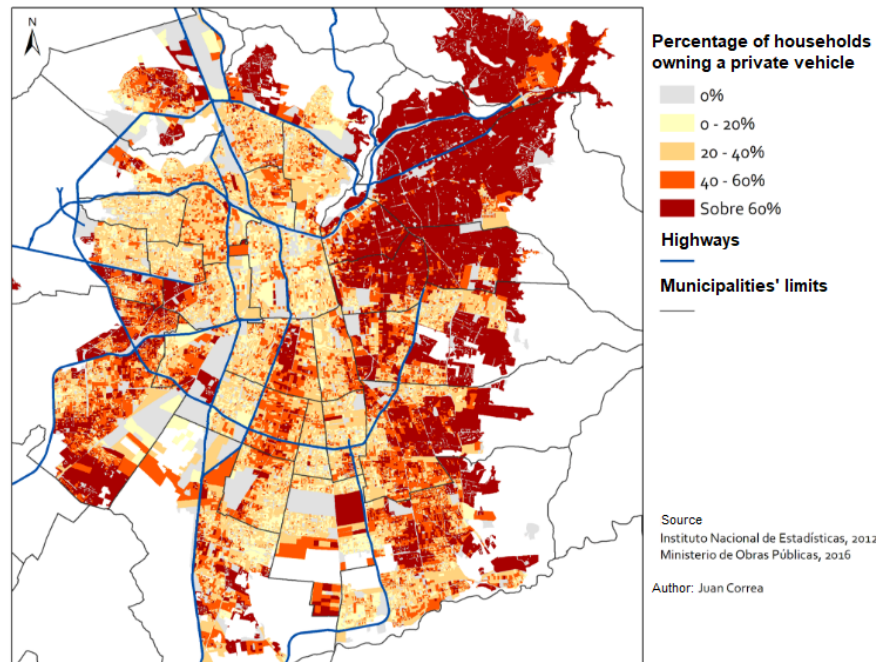 N
Percentage of households
owning a private vehicle
0%
0 - 20%
20 - 40%
40 - 60%
Sobre 60%
Highways
Municipalities' limits
Source
Instituto Nacional de Estadísticas, 2012
Ministerio de Obras Públicas, 2016
Author: Juan Correa